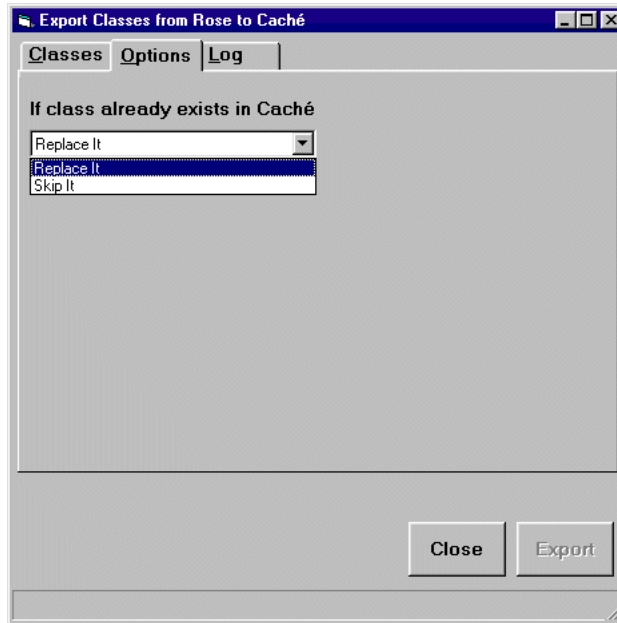 Export Classes from Rose to Caché
Classes Options Log
If class already exists in Caché
Replace It
Replace It
Skip It
Close Export